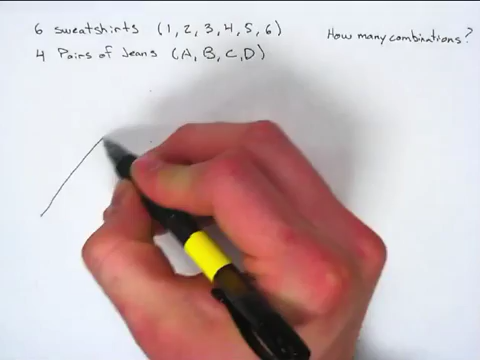 6 sweatshirts (1, 2, 3, 4, 5, 6)
How many combinations?
4 Pairs of Jeans (A, B, C, D)